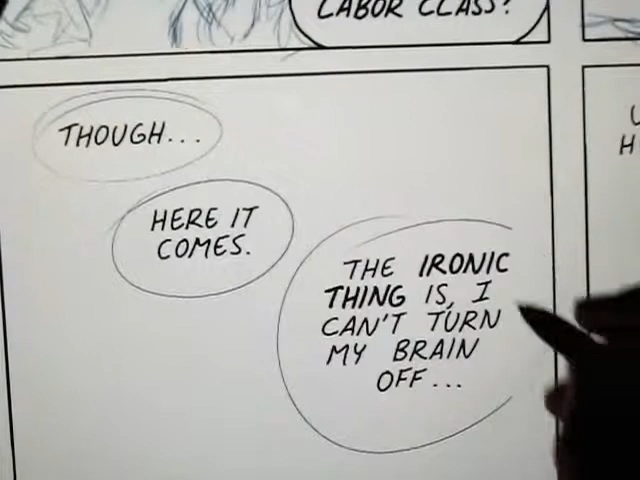 LABOR CLASS?
THOUGH...
HERE IT
COMES.
THE IRONIC
THING IS, I
CAN'T TURN
MY BRAIN
OFF...